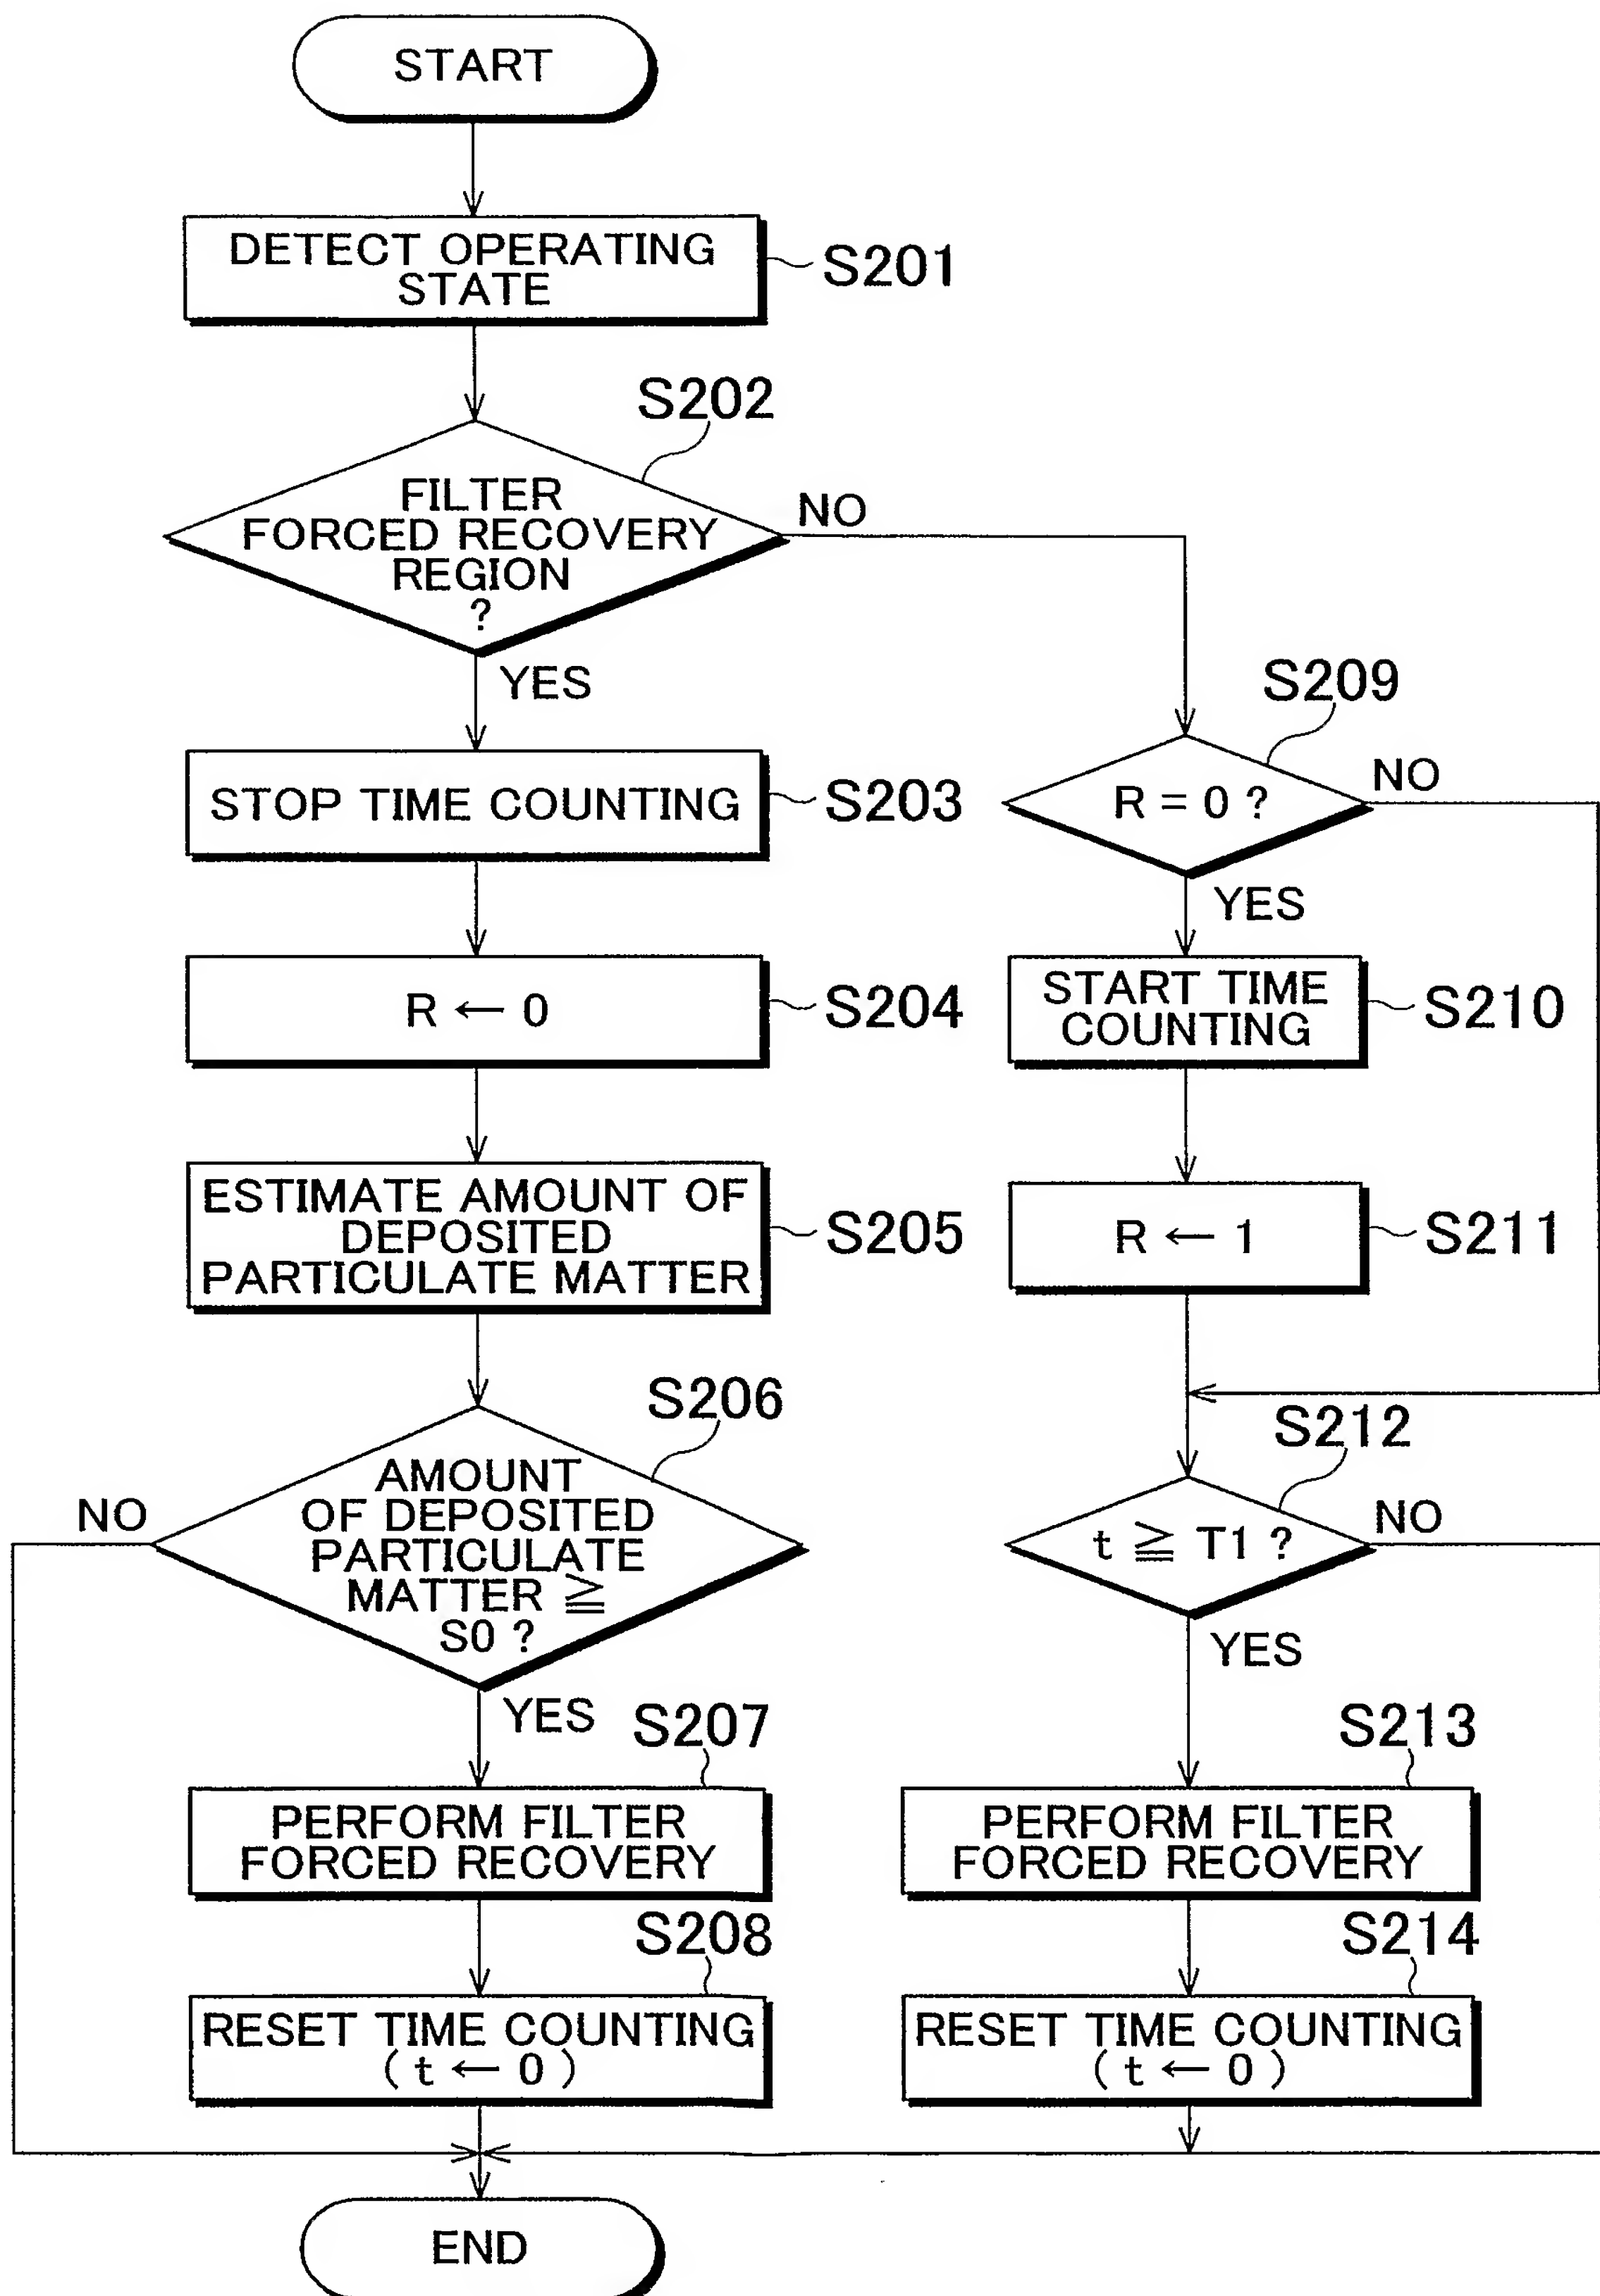 START
DETECT OPERATING
STATE
S201
S202
FILTER
FORCED RECOVERY
REGION
?
NO
YES
STOP TIME COUNTING
S203
R ← 0
S204
ESTIMATE AMOUNT OF
DEPOSITED
PARTICULATE MATTER
S205
S206
AMOUNT
OF DEPOSITED
PARTICULATE
MATTER ≧
S0 ?
NO
YES
S207
PERFORM FILTER
FORCED RECOVERY
S208
RESET TIME COUNTING
( t ← 0 )
S209
R = 0 ?
NO
YES
START TIME
COUNTING
S210
R ← 1
S211
S212
t ≧ T1 ?
NO
YES
S213
PERFORM FILTER
FORCED RECOVERY
S214
RESET TIME COUNTING
( t ← 0 )
END